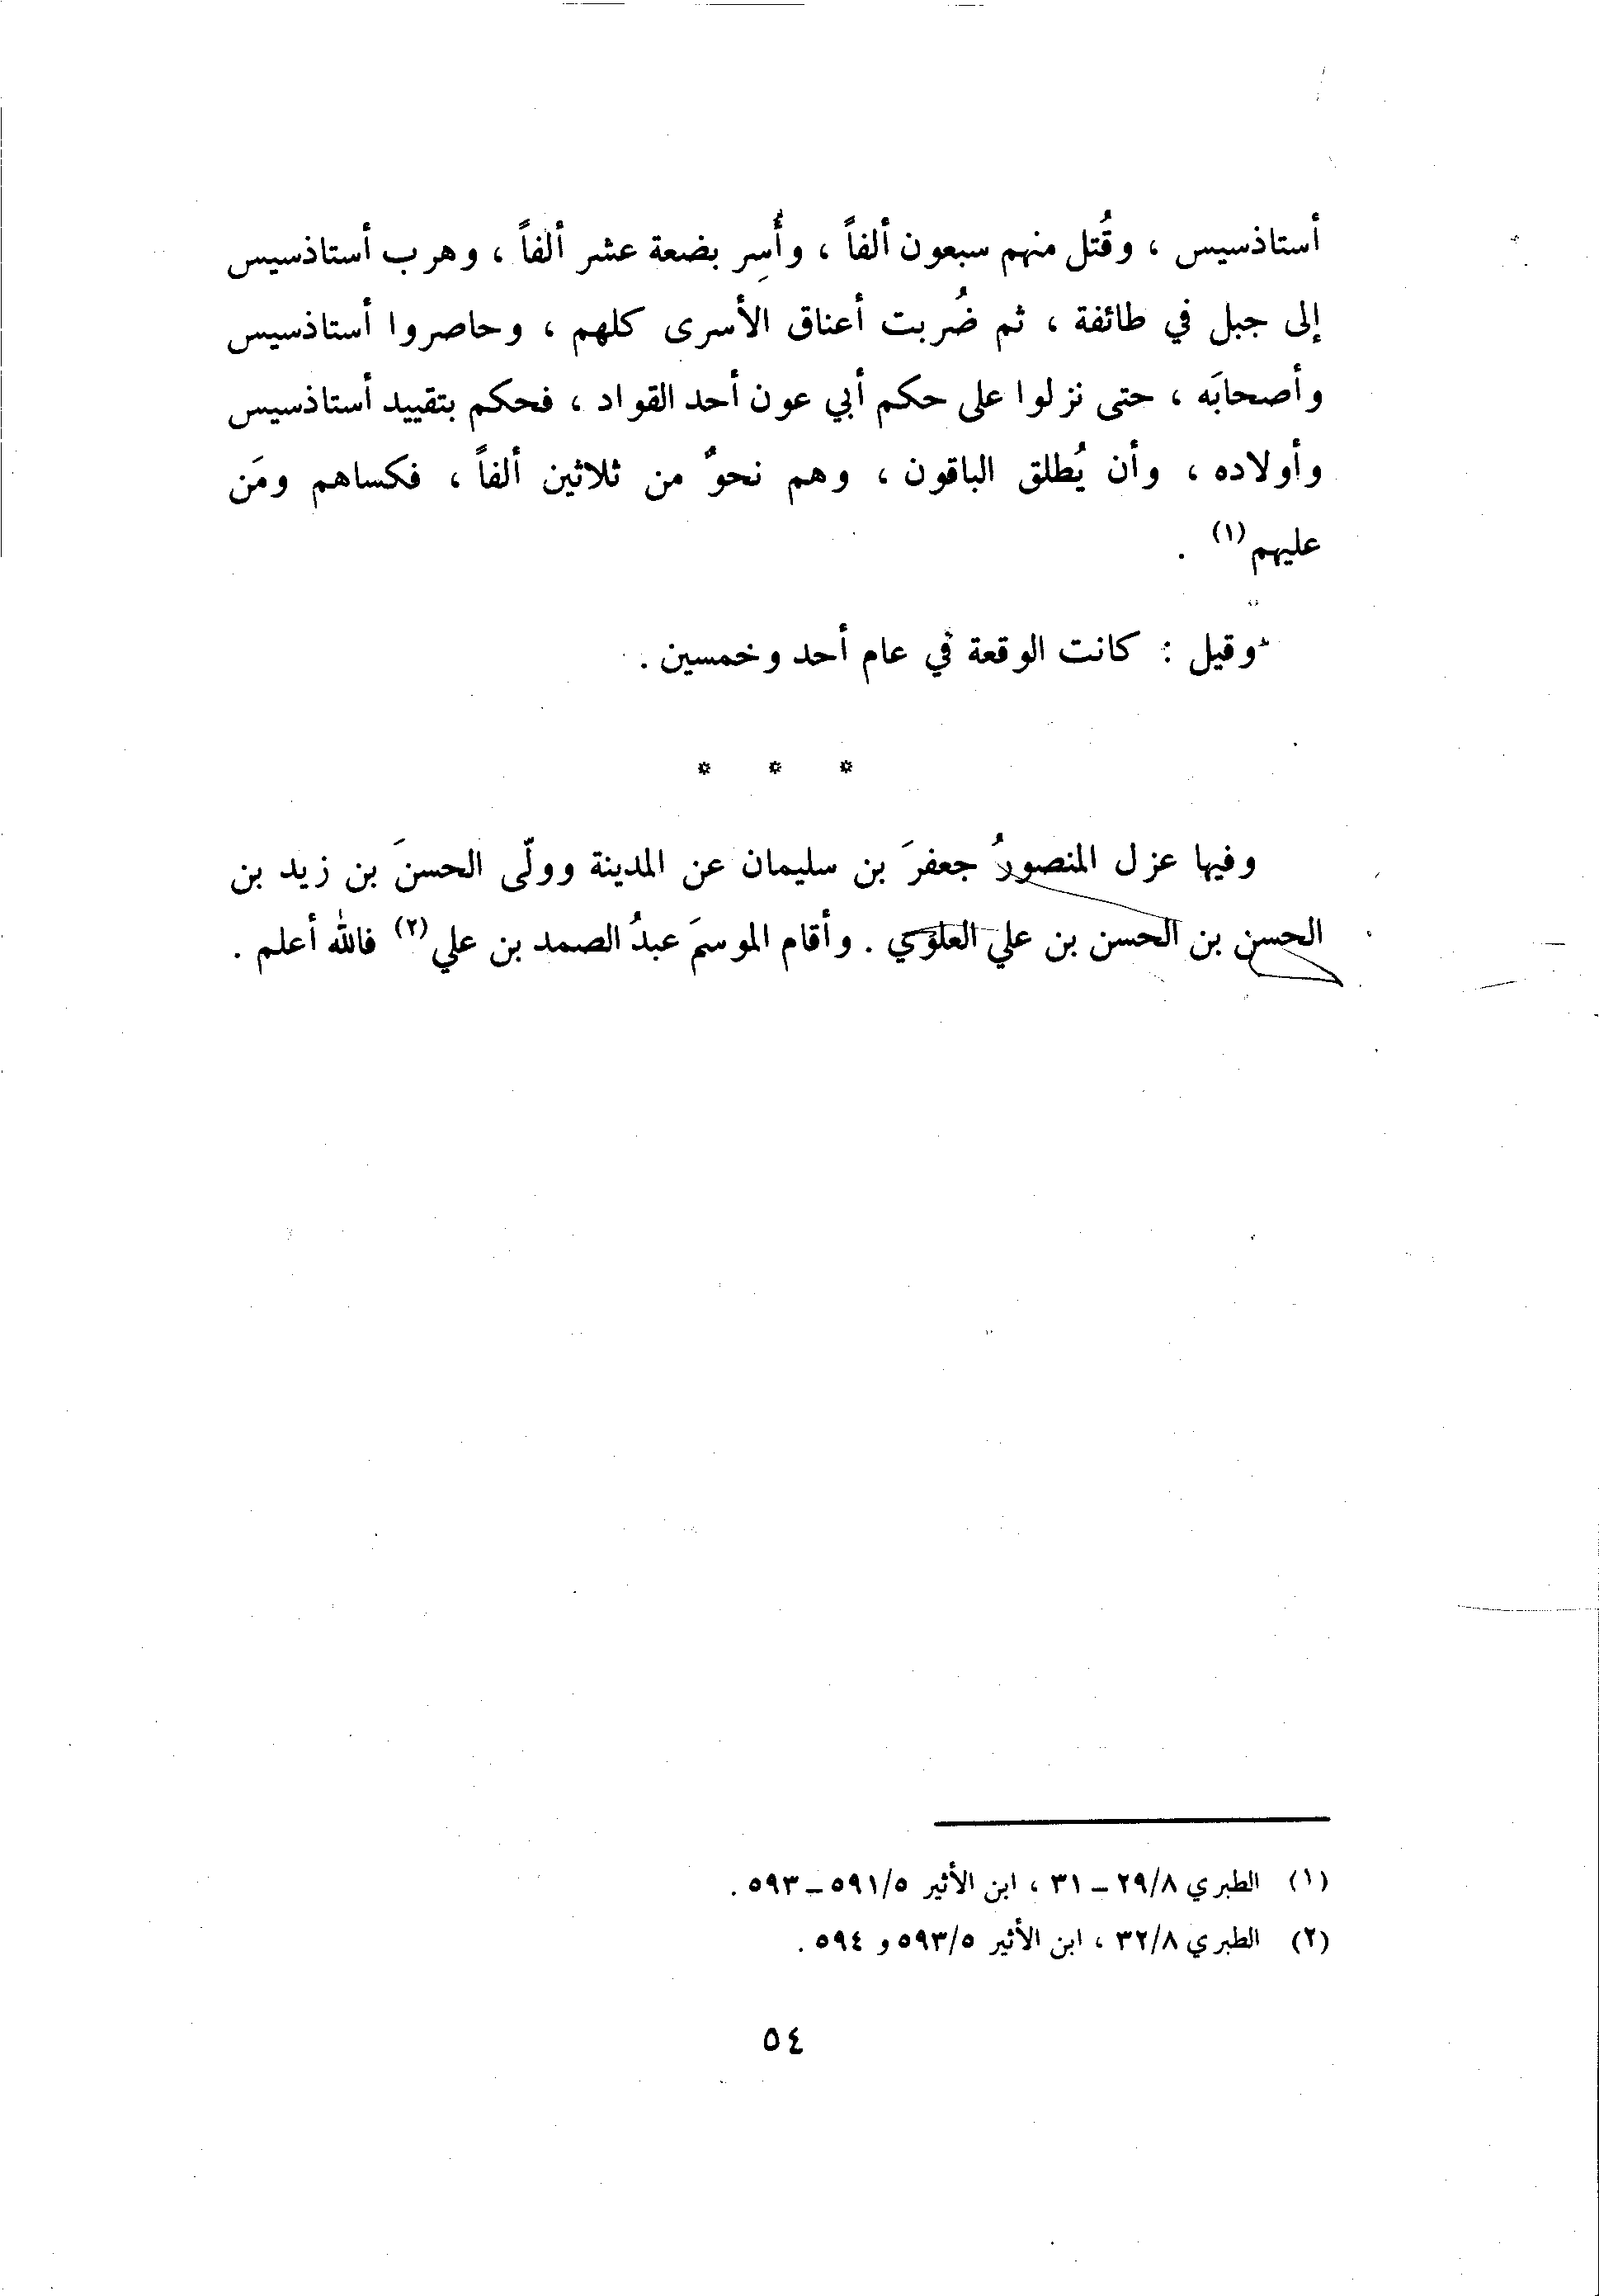 أستاذسيس ، وقُتل منهم سبعون ألفاً ، وأُسِر بضعة عشر ألفاً ، وهرب أستاذسيس
إلى جبل في طائفة ، ثم ضُربت أعناق الأسرى كلهم ، وحاصروا أستاذسيس
وأصحابَه ، حتى نزلوا على حكم أبي عون أحد القواد ، فحكم بتقييد أستاذسيس
وأولاده ، وأن يُطلق الباقون ، وهم نحوٌ من ثلاثين ألفاً ، فكساهم ومَن
عليهم (١) .
وقيل : كانت الوقعة في عام أحد وخمسين .
* * *
وفيها عزل المنصورُ جعفرَ بن سليمان عن المدينة وولّى الحسنَ بن زيد بن
الحسن بن الحسن بن علي العلوي . وأقام الموسمَ عبدُ الصمد بن علي (٢) فالله أعلم .
(١) الطبري ٢٩/٨ – ٣١ ، ابن الأثير ٥٩١/٥ – ٥٩٣ .
(٢) الطبري ٣٢/٨ ، ابن الأثير ٥٩٣/٥ و ٥٩٤ .
٥٤